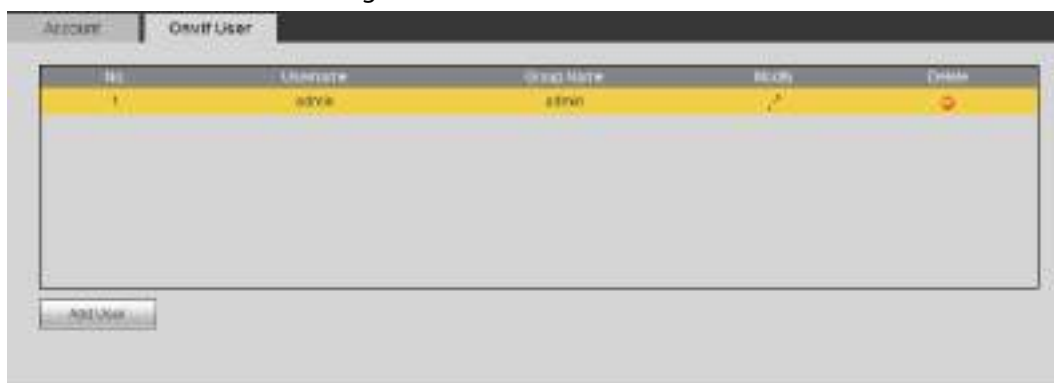 Account Onvif User
No. Username Group Name Modify Delete
1 admin admin
Add User